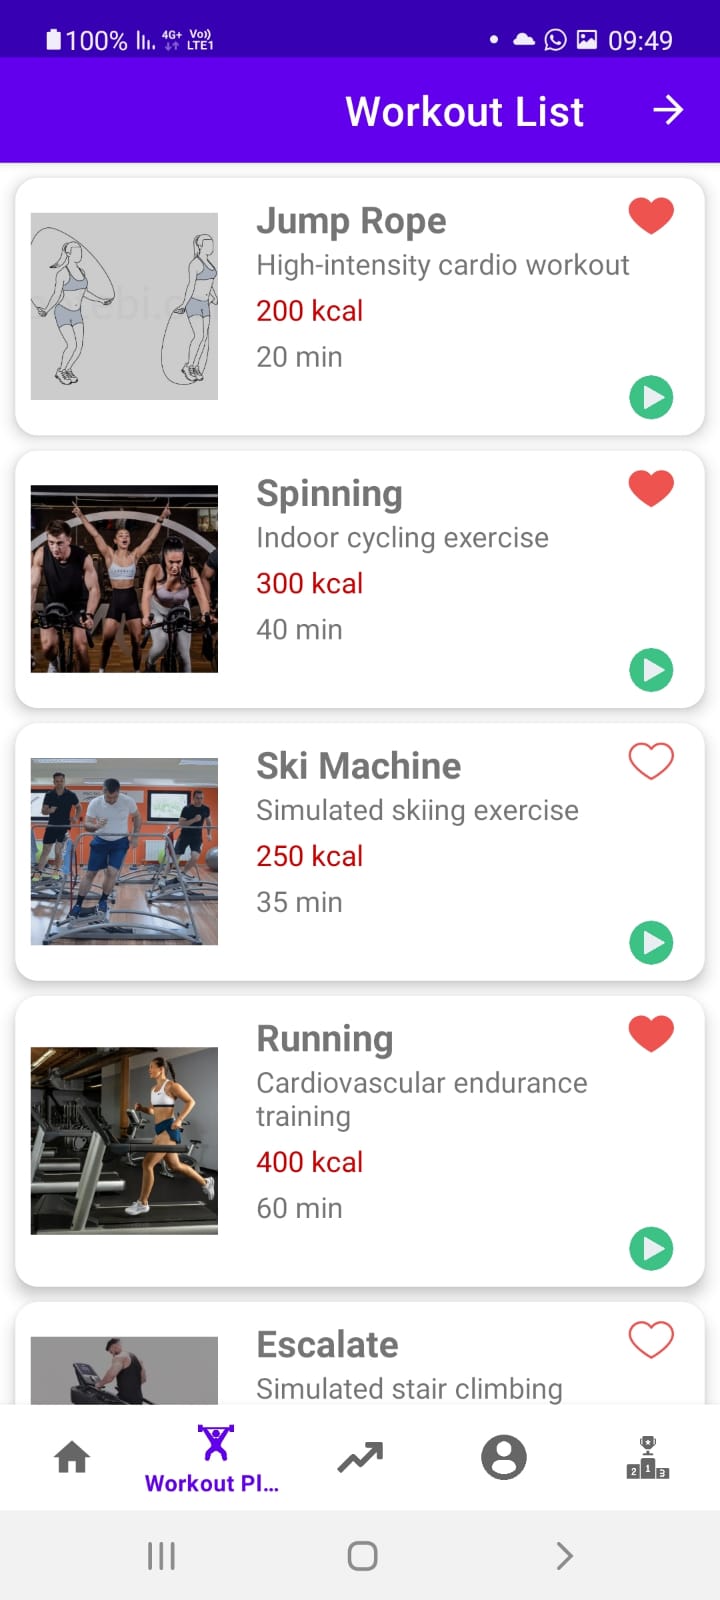 100% 4G+ Vo)) LTE1 09:49
Workout List
Jump Rope
High-intensity cardio workout
200 kcal
20 min
Spinning
Indoor cycling exercise
300 kcal
40 min
Ski Machine
Simulated skiing exercise
250 kcal
35 min
Running
Cardiovascular endurance
training
400 kcal
60 min
Escalate
Simulated stair climbing
Workout Pl...
2 1 3